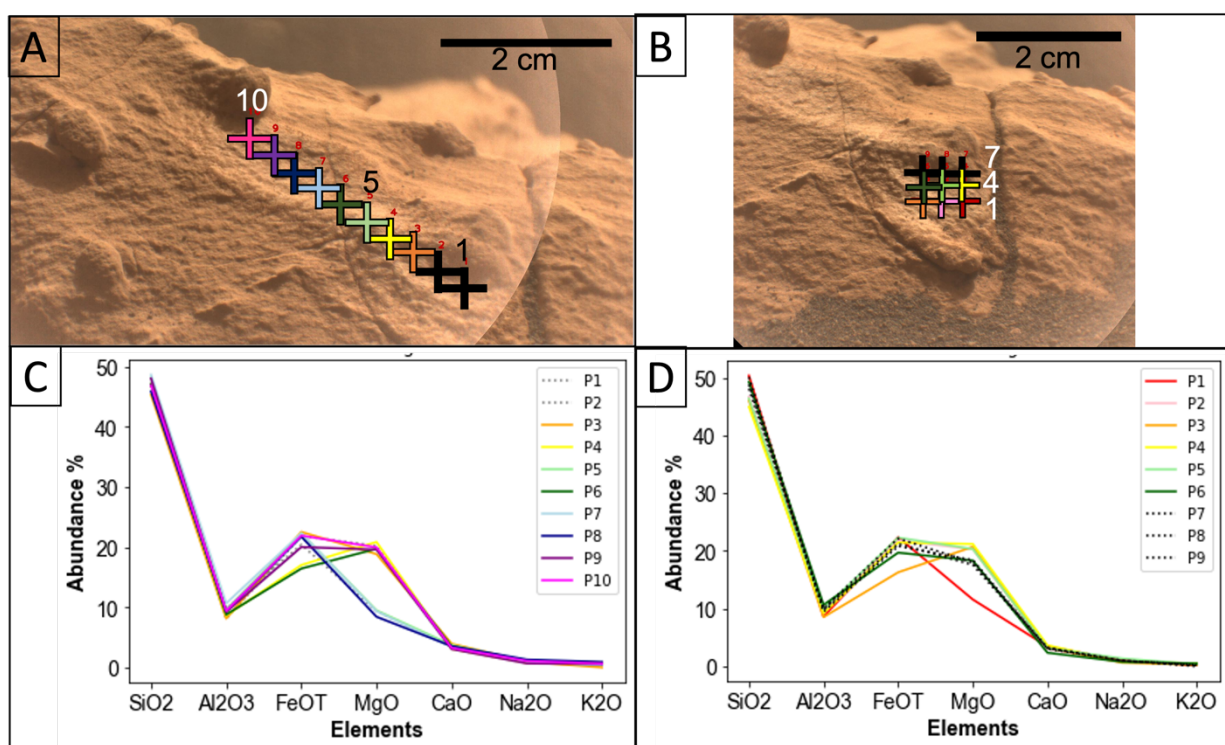 A
2 cm
10
9
8
7
6
5
5
4
3
2
1
1
B
2 cm
7
4
1
C
50
40
30
20
10
0
Abundance %
SiO2 Al2O3 FeOT MgO CaO Na2O K2O
Elements
P1
P2
P3
P4
P5
P6
P7
P8
P9
P10
D
50
40
30
20
10
0
Abundance %
SiO2 Al2O3 FeOT MgO CaO Na2O K2O
Elements
P1
P2
P3
P4
P5
P6
P7
P8
P9